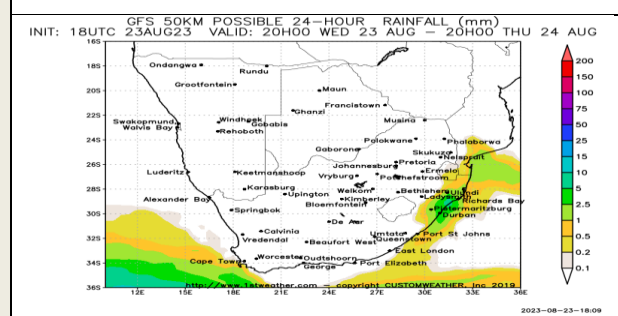 GFS 50KM POSSIBLE 24-HOUR RAINFALL (mm)
INIT: 18UTC 23AUG23 VALID: 20H00 WED 23 AUG - 20H00 THU 24 AUG
16S
Ondangwa
Rundu
18S
Grootfontein
Maun
20S
Francistown
Ghanzi
22S
Swakopmund
Windhoek
Gobabis
Musina
Walvis Bay
Rehoboth
24S
Polokwane
Phalaborwa
Gaborone
Skukuza
Pretoria
Nelspruit
26S
Johannesburg
Luderitz
Keetmanshoop
Vryburg
Potchefstroom
Ermelo
28S
Karasburg
Upington
Welkom
Bethlehem
Ulundi
Alexander Bay
Kimberley
Ladysmith
Richards Bay
Bloemfontein
Pietermaritzburg
30S
Springbok
Durban
De Aar
Calvinia
Umtata
Port St Johns
32S
Vredendal
Beaufort West
Queenstown
East London
Cape Town
Worcester
Oudtshoorn
34S
George
Port Elizabeth
http://www.1stweather.com - copyright CUSTOMWEATHER, Inc 2019
36S
12E 15E 18E 21E 24E 27E 30E 33E 36E
200
150
100
75
50
25
15
10
5
2.5
1
0.5
0.2
0.1
2023-08-23-18:09